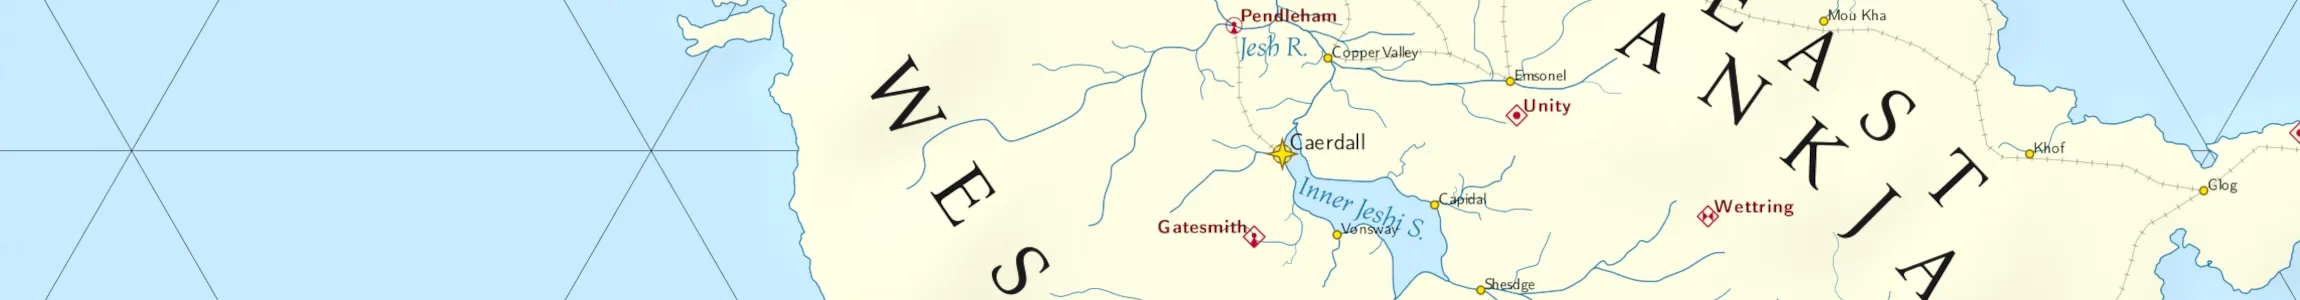 Pendleham
Mou Kha
Jesh R.
Copper Valley
Emsonel
Unity
Caerdall
Khof
Glog
Inner Jeshi S.
Capidal
Wettring
Gatesmith
Vonsway
Shesdge
WES
EAST
ANKJA